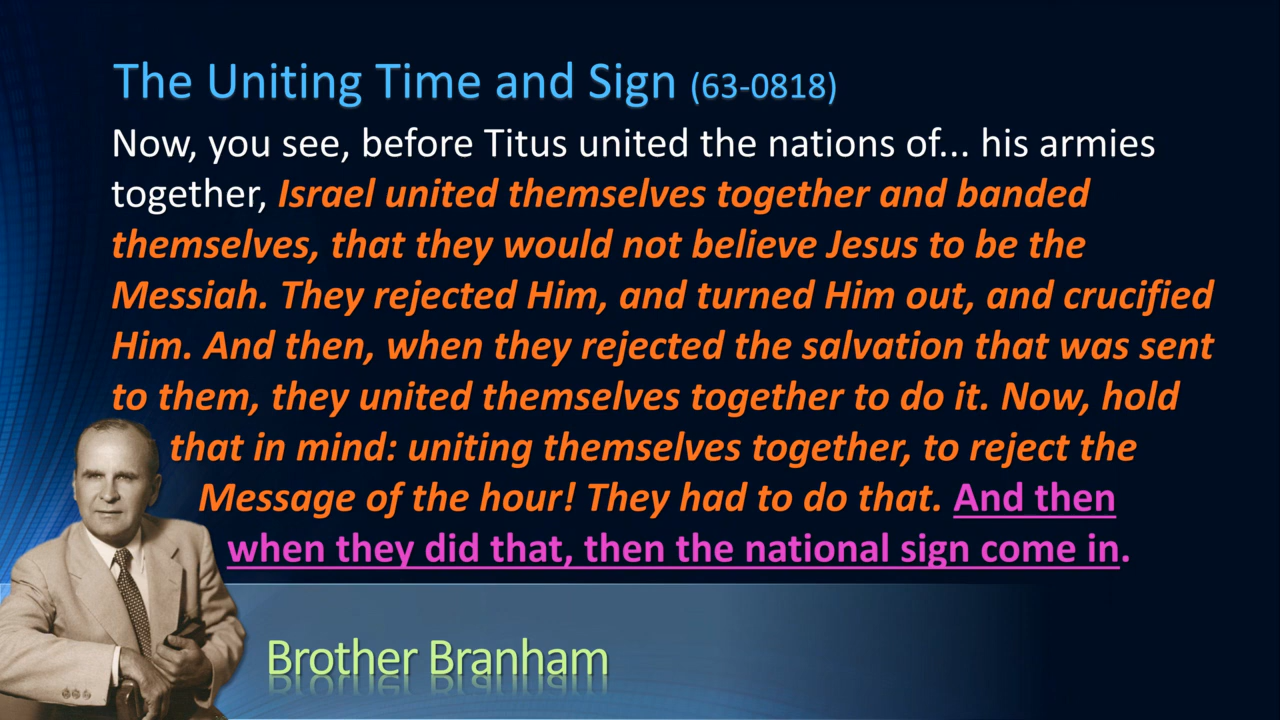 The Uniting Time and Sign (63-0818)
Now, you see, before Titus united the nations of... his armies
together, Israel united themselves together and banded
themselves, that they would not believe Jesus to be the
Messiah. They rejected Him, and turned Him out, and crucified
Him. And then, when they rejected the salvation that was sent
to them, they united themselves together to do it. Now, hold
that in mind: uniting themselves together, to reject the
Message of the hour! They had to do that. And then
when they did that, then the national sign come in.
Brother Branham